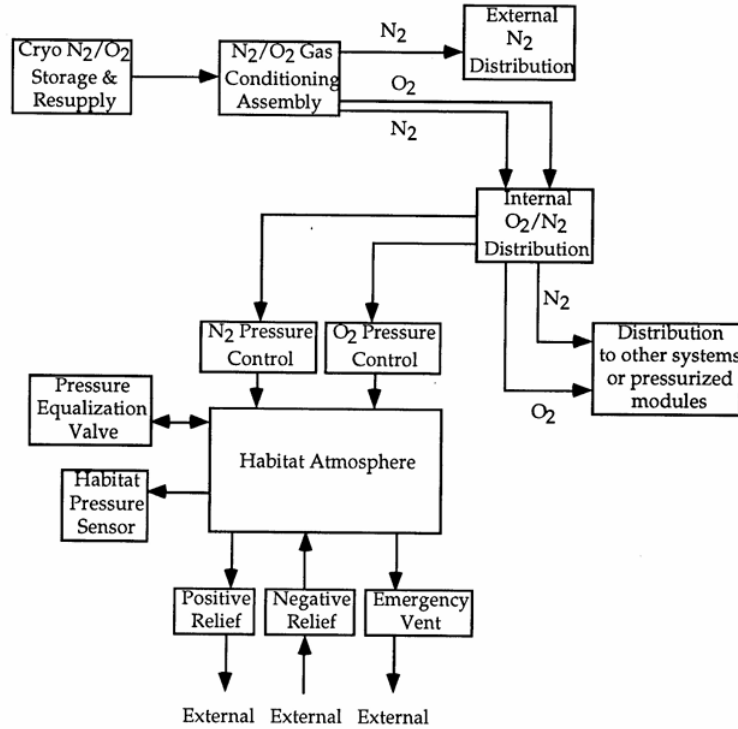 Cryo N2/O2
Storage &
Resupply
N2/O2 Gas
Conditioning
Assembly
N2
External
N2
Distribution
O2
N2
Internal
O2/N2
Distribution
N2
O2
Distribution
to other systems
or pressurized
modules
N2 Pressure
Control
O2 Pressure
Control
Pressure
Equalization
Valve
Habitat Atmosphere
Habitat
Pressure
Sensor
Positive
Relief
Negative
Relief
Emergency
Vent
External
External
External